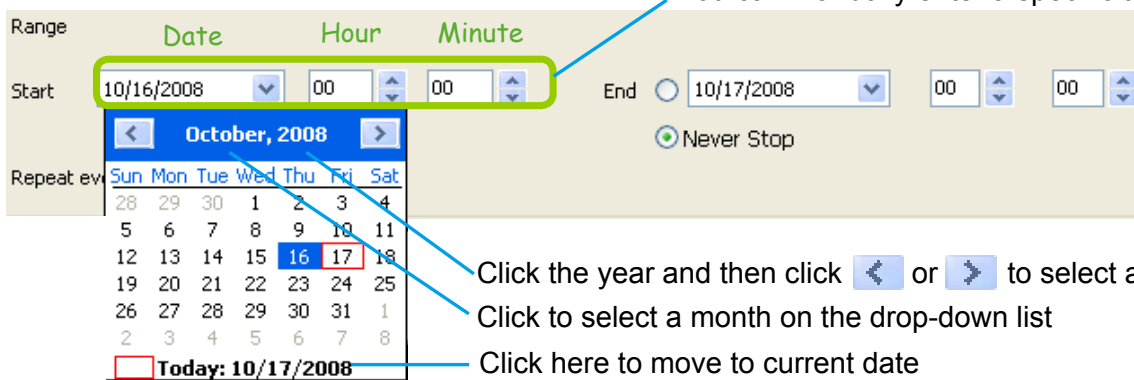 Range
Date Hour Minute
Start 10/16/2008 00 00 End 10/17/2008 00 00
October, 2008
Never Stop
Repeat ev
Sun Mon Tue Wed Thu Fri Sat
28 29 30 1 2 3 4
5 6 7 8 9 10 11
12 13 14 15 16 17 18
19 20 21 22 23 24 25
26 27 28 29 30 31 1
2 3 4 5 6 7 8
Today: 10/17/2008
Click the year and then click < or > to select a
Click to select a month on the drop-down list
Click here to move to current date